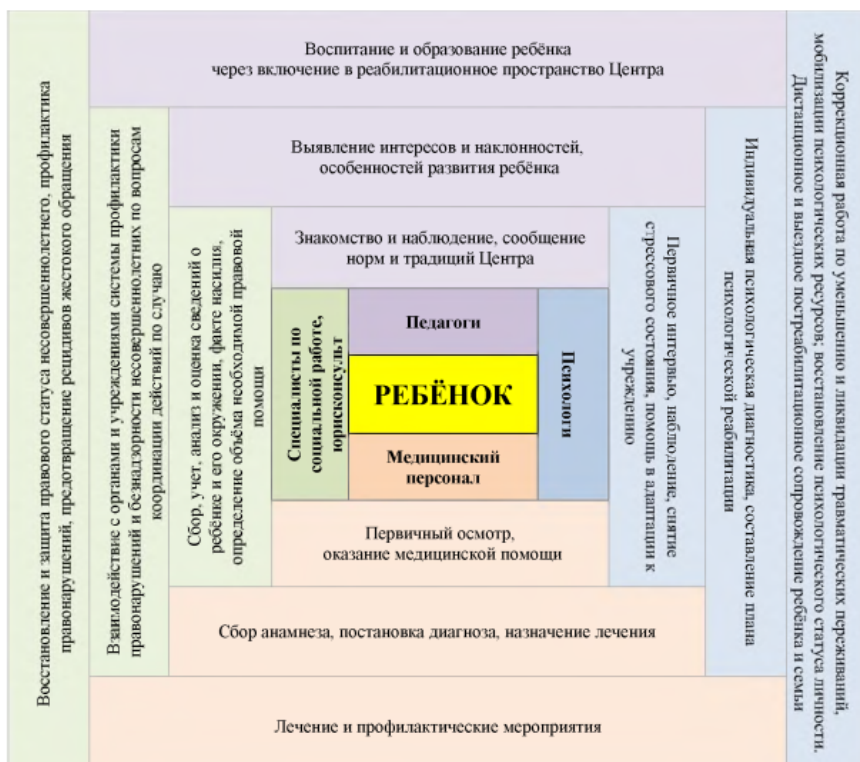 Воспитание и образование ребёнка
через включение в реабилитационное пространство Центра
Выявление интересов и наклонностей,
особенностей развития ребёнка
Знакомство и наблюдение, сообщение
норм и традиций Центра
Восстановление и защита правового статуса несовершеннолетнего, профилактика
правонарушений, предотвращение рецидивов жестокого обращения
Взаимодействие с органами и учреждениями системы профилактики
правонарушений и безнадзорности несовершеннолетних по вопросам
координации действий по случаю
Сбор, учет, анализ и оценка сведений о
ребёнке и его окружении, факте насилия,
определение объёма необходимой правовой
помощи
Специалисты по
социальной работе,
юрисконсульт
Педагоги
РЕБЁНОК
Медицинский
персонал
Психологи
Первичное интервью, наблюдение, снятие
стрессового состояния, помощь в адаптации к
учреждению
Индивидуальная психологическая диагностика, составление плана
психологической реабилитации
Коррекционная работа по уменьшению и ликвидации травматических переживаний,
мобилизации психологических ресурсов; восстановление психологического статуса личности.
Дистанционное и выездное постреабилитационное сопровождение ребёнка и семьи
Первичный осмотр,
оказание медицинской помощи
Сбор анамнеза, постановка диагноза, назначение лечения
Лечение и профилактические мероприятия